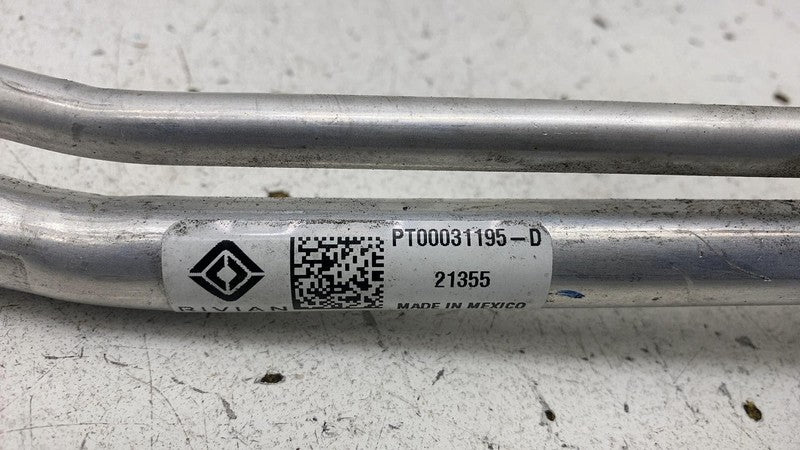 PT00031195-D
21355
MADE IN MEXICO
RIVIAN